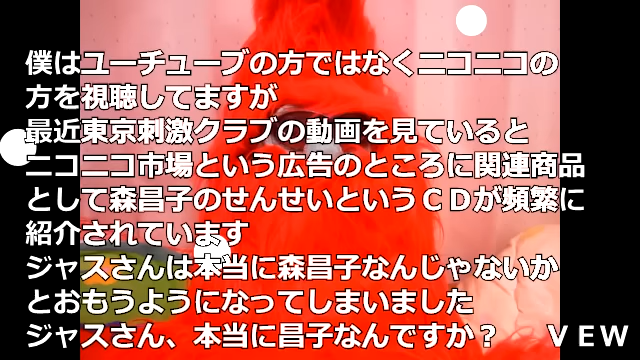 僕はユーチューブの方ではなくニコニコの
方を視聴してますが
最近東京刺激クラブの動画を見ていると
ニコニコ市場という広告のところに関連商品
として森昌子のせんせいというＣＤが頻繁に
紹介されています
ジャスさんは本当に森昌子なんじゃないか
とおもうようになってしまいました
ジャスさん、本当に昌子なんですか？　ＶＥＷ